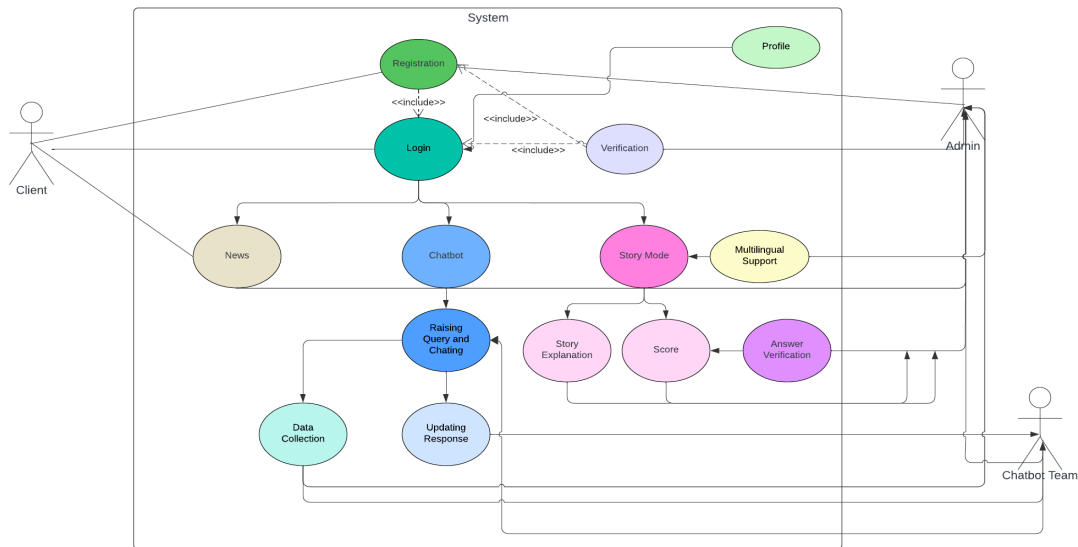 System
Profile
Registration
<<include>>
<<include>>
Login
<<include>>
Verification
Admin
Client
News
Chatbot
Story Mode
Multilingual
Support
Raising
Query and
Chating
Story
Explanation
Score
Answer
Verification
Data
Collection
Updating
Response
Chatbot Team